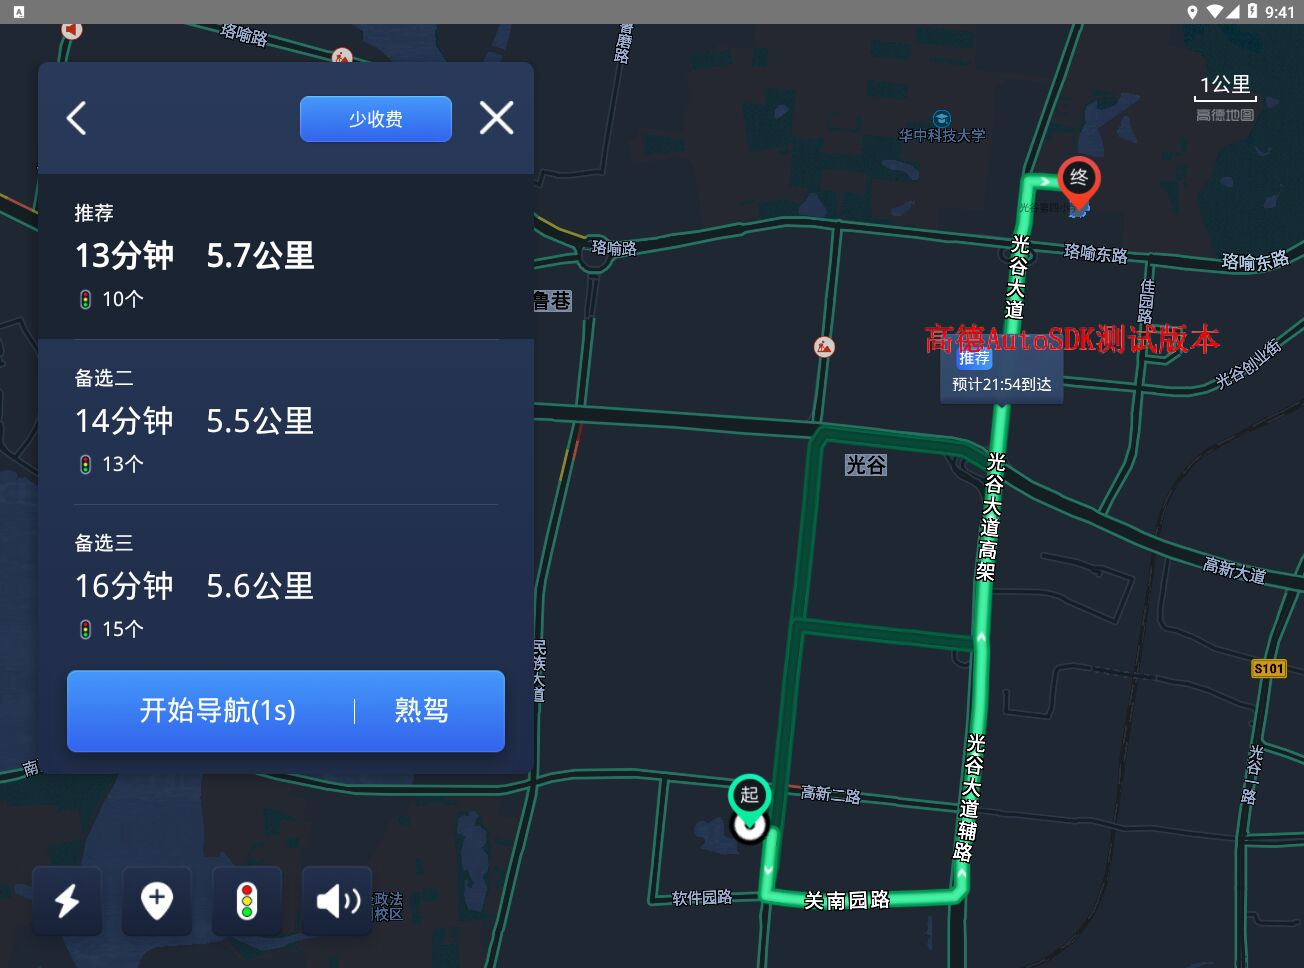 A
9:41
少收费
推荐
13分钟 5.7公里
10个
备选二
14分钟 5.5公里
13个
备选三
16分钟 5.6公里
15个
开始导航(1s)
熟驾
珞喻路
鲁磨路
1公里
高德地图
华中科技大学
终
光谷第四小
珞喻路
光谷大道
珞喻东路
珞喻东路
佳园路
鲁巷
高德AutoSDK测试版本
推荐
预计21:54到达
光谷创业街
光谷
光谷大道高架
高新大道
民族大道
S101
光谷大道辅路
光谷一路
南
起
高新二路
软件园路
关南园路
政法
校区